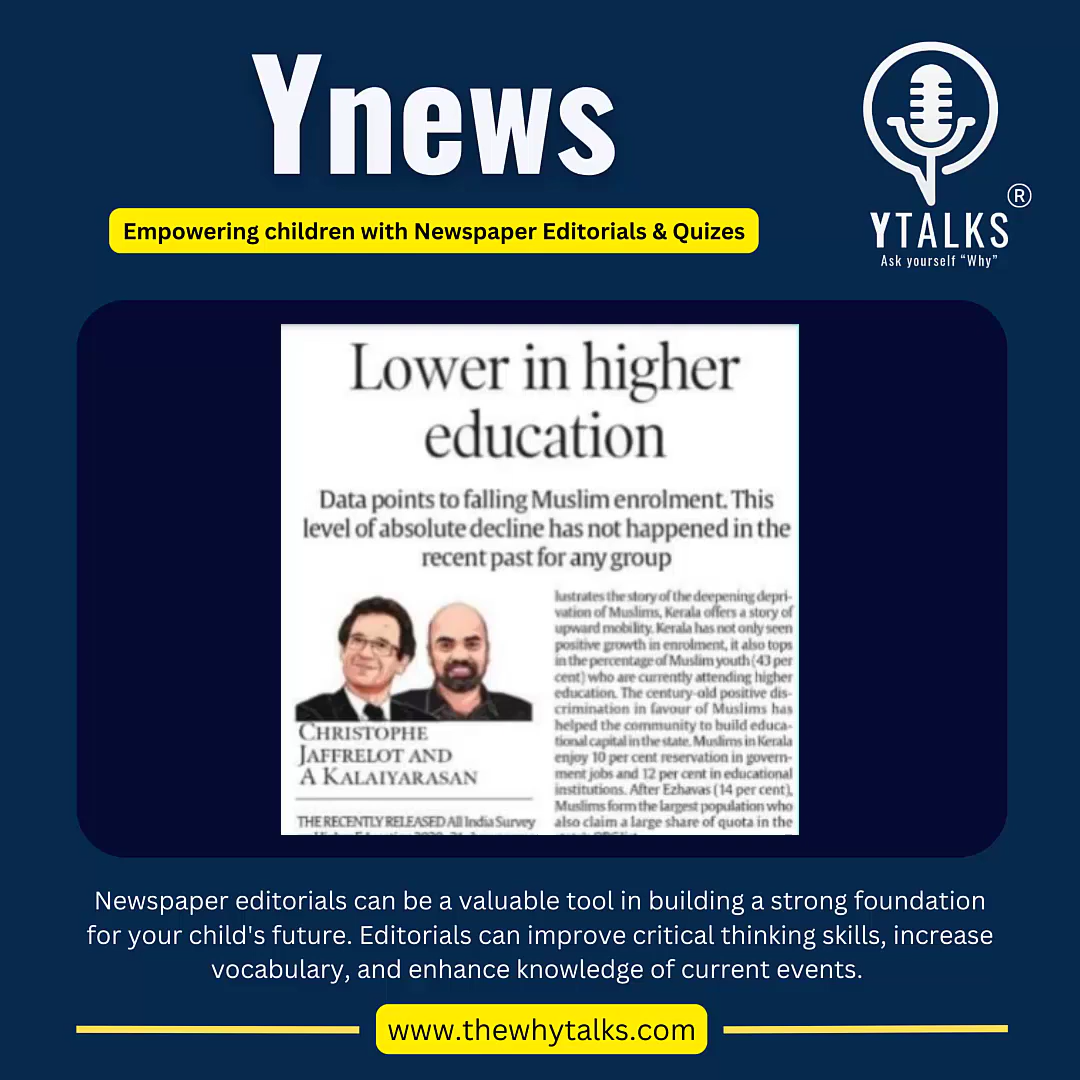 Ynews
Empowering children with Newspaper Editorials & Quizes
®
YTALKS
Ask yourself “Why”
Lower in higher
education
Data points to falling Muslim enrolment. This
level of absolute decline has not happened in the
recent past for any group
CHRISTOPHE
JAFFRELOT AND
A KALAIYARASAN
THE RECENTLY RELEASED All India Survey
lustrates the story of the deepening depri-
vation of Muslims, Kerala offers a story of
upward mobility. Kerala has not only seen
positive growth in enrolment, it also tops
in the percentage of Muslim youth (43 per
cent) who are currently attending higher
education. The century-old positive dis-
crimination in favour of Muslims has
helped the community to build educa-
tional capital in the state. Muslims in Kerala
enjoy 10 per cent reservation in govern-
ment jobs and 12 per cent in educational
institutions. After Ezhavas (14 per cent),
Muslims form the largest population who
also claim a large share of quota in the
Newspaper editorials can be a valuable tool in building a strong foundation
for your child's future. Editorials can improve critical thinking skills, increase
vocabulary, and enhance knowledge of current events.
www.thewhytalks.com